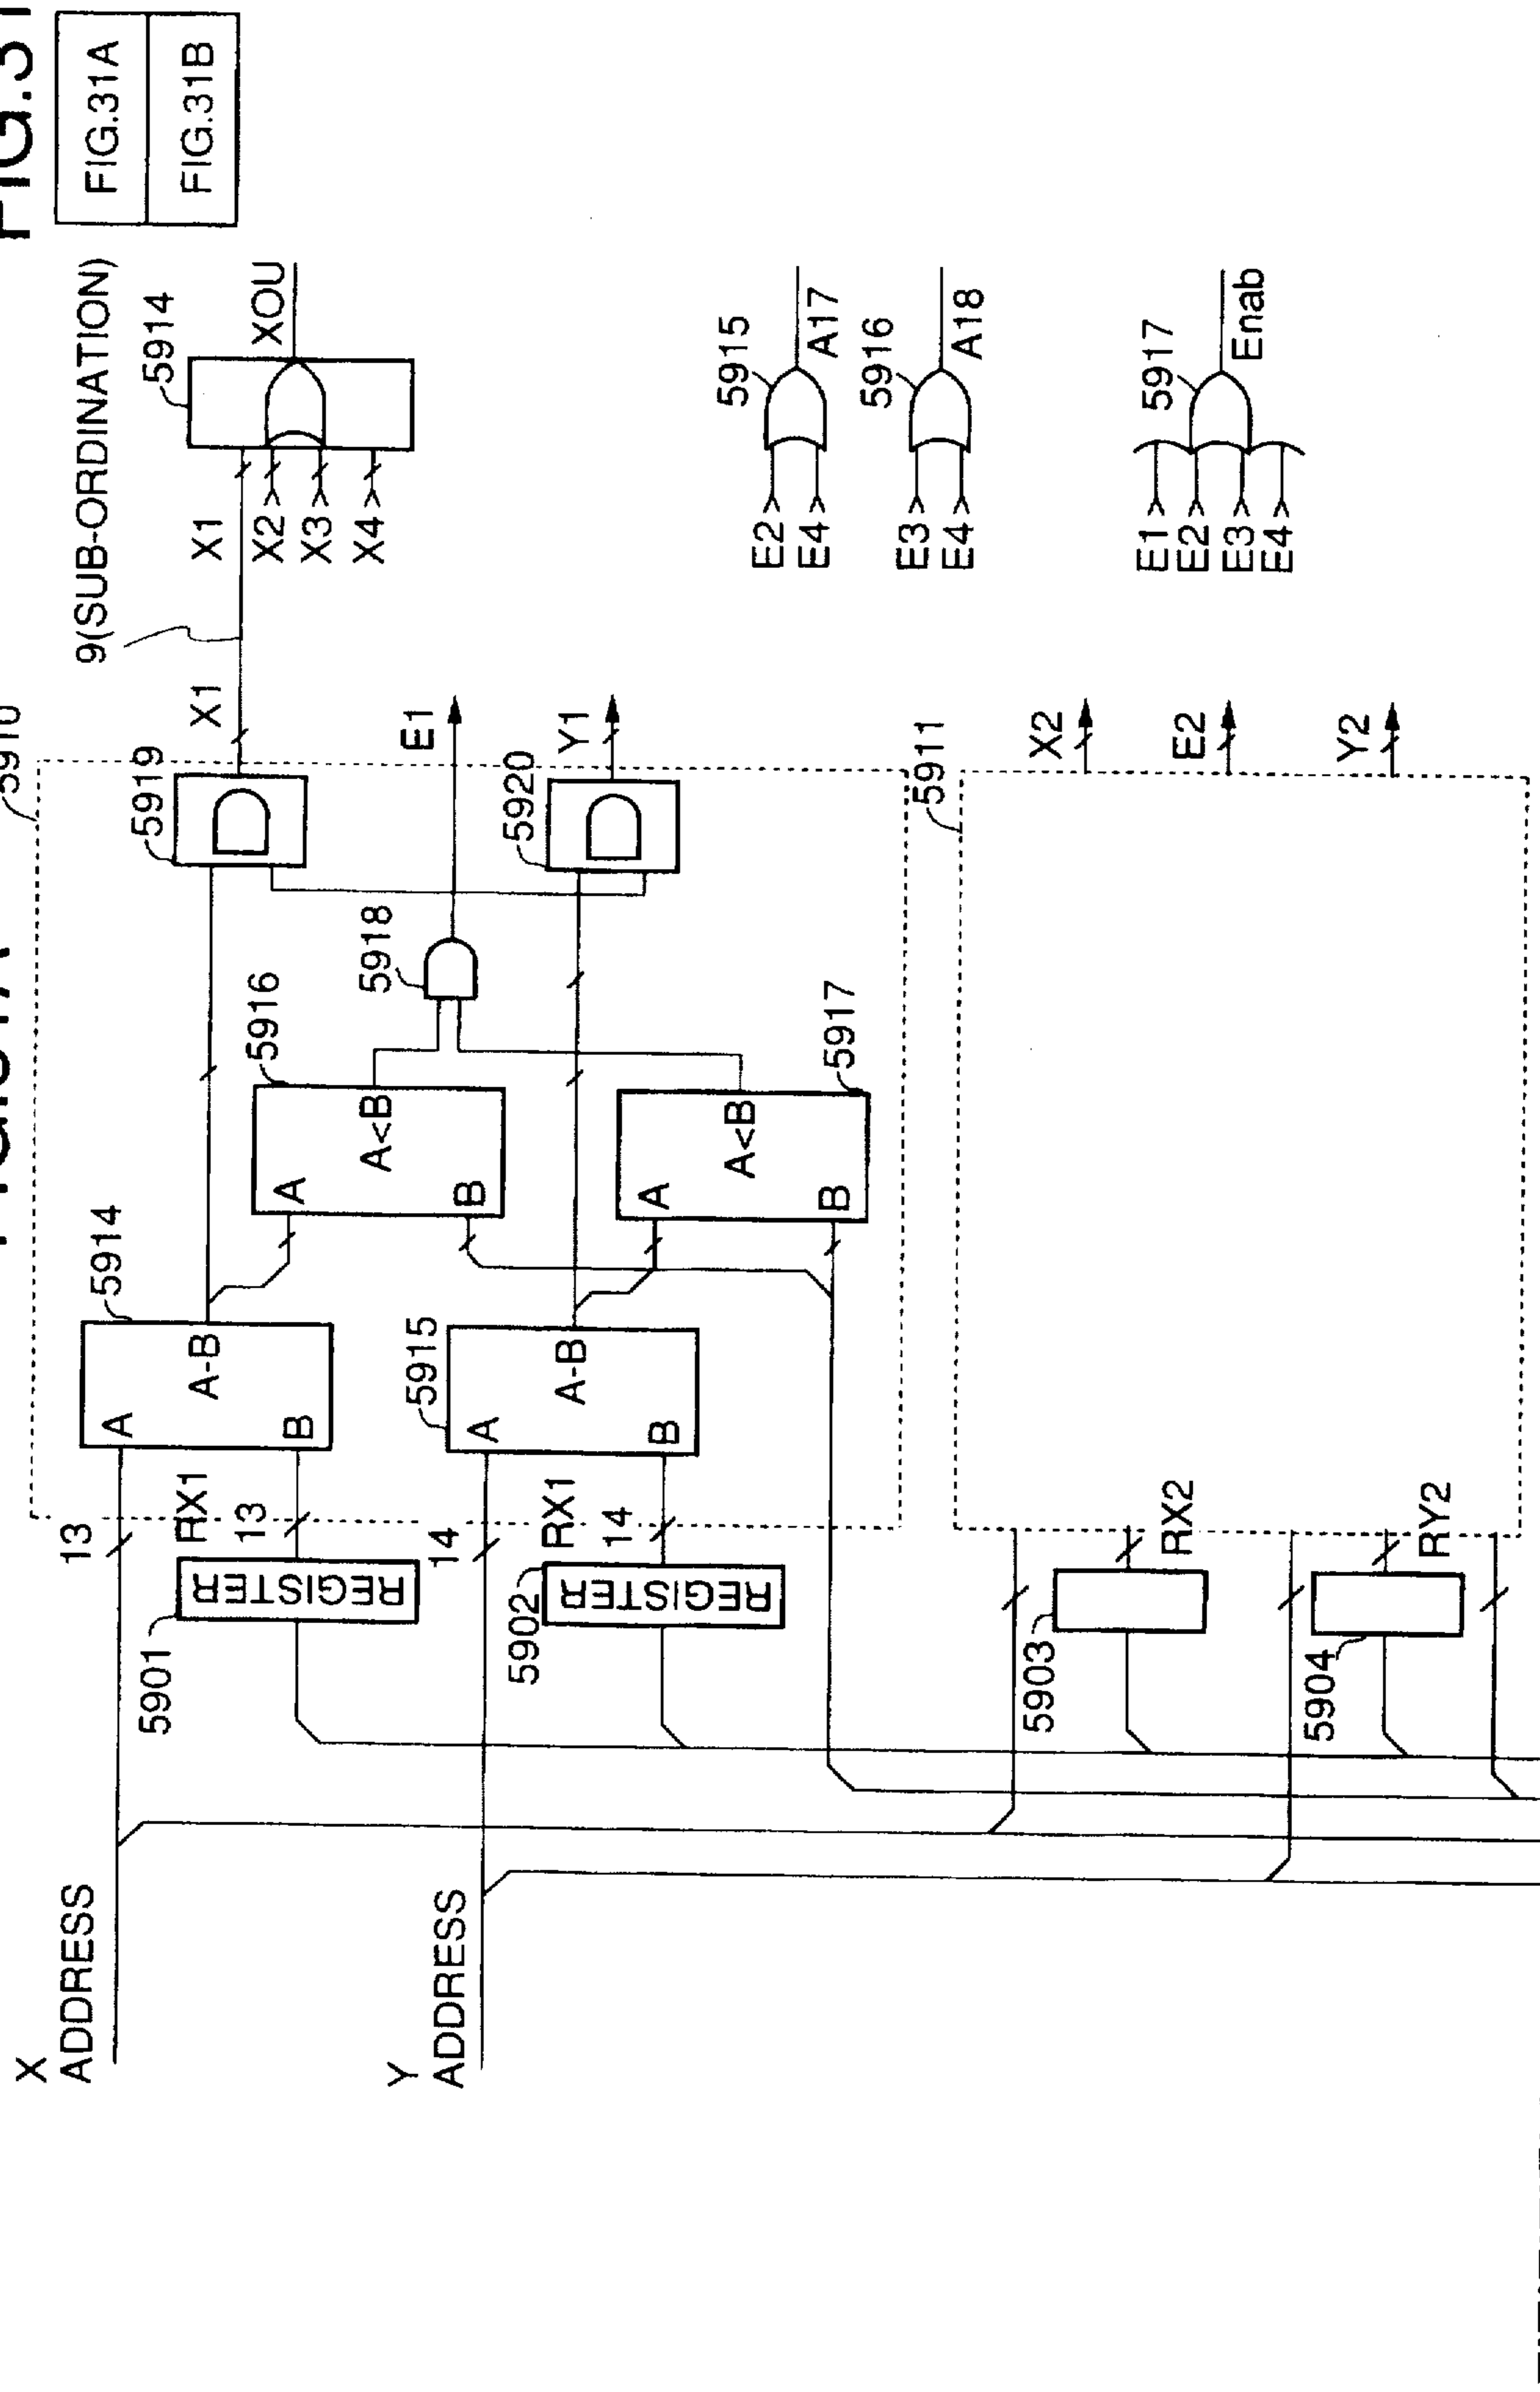 FIG.31
FIG.31A
FIG.31B
FIG.31A
X
ADDRESS
13
5901
REGISTER
RX1
13
A
B
A-B
5914
5910
5919
X1
9(SUB-ORDINATION)
X1
X2
X3
X4
5914
XOU
A
B
A<B
5916
5918
E1
Y
ADDRESS
14
5902
REGISTER
RX1
14
A
B
A-B
5915
A
B
A<B
5917
5920
Y1
E2
E4
5915
A17
E3
E4
5916
A18
5911
5903
RX2
5904
RY2
X2
E2
Y2
E1
E2
E3
E4
5917
Enab